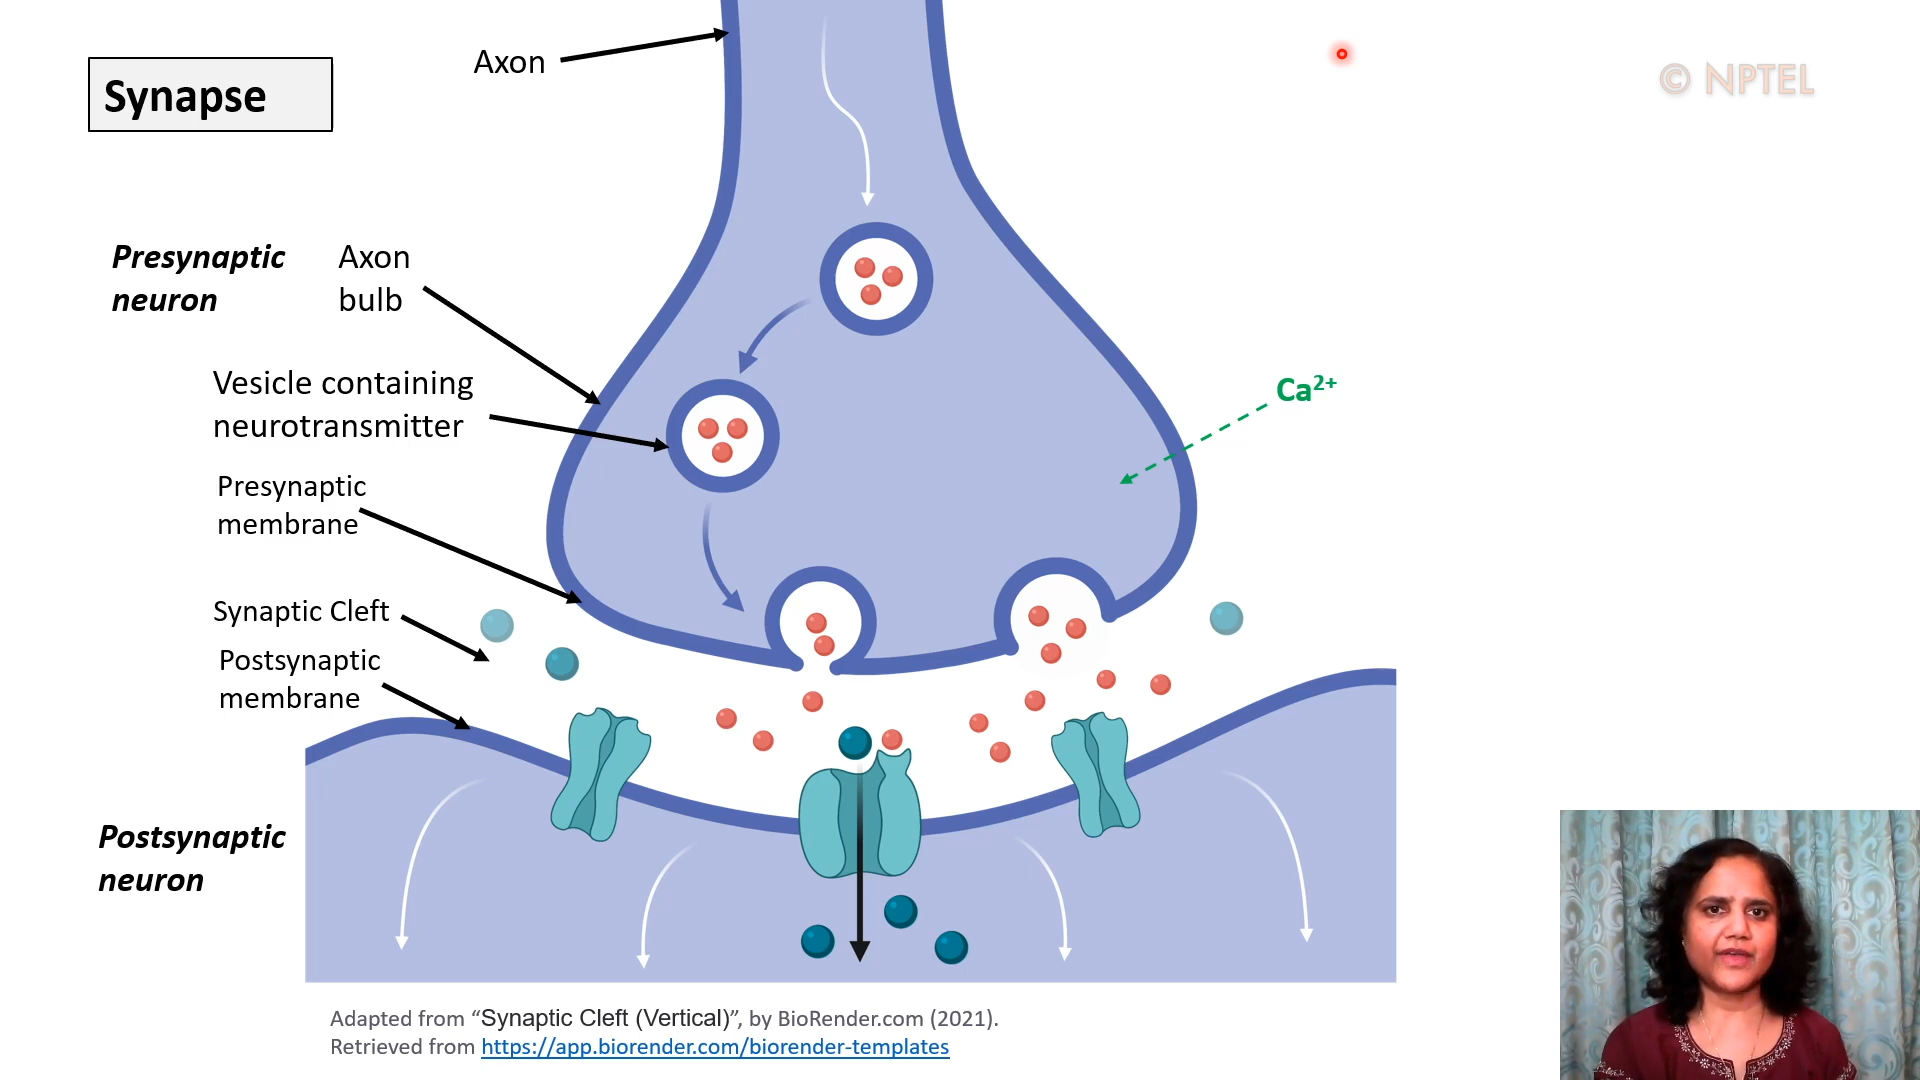 Axon
Synapse
© NPTEL
Presynaptic
neuron
Axon
bulb
Vesicle containing
neurotransmitter
Ca2+
Presynaptic
membrane
Synaptic Cleft
Postsynaptic
membrane
Postsynaptic
neuron
Adapted from “Synaptic Cleft (Vertical)”, by BioRender.com (2021).
Retrieved from https://app.biorender.com/biorender-templates